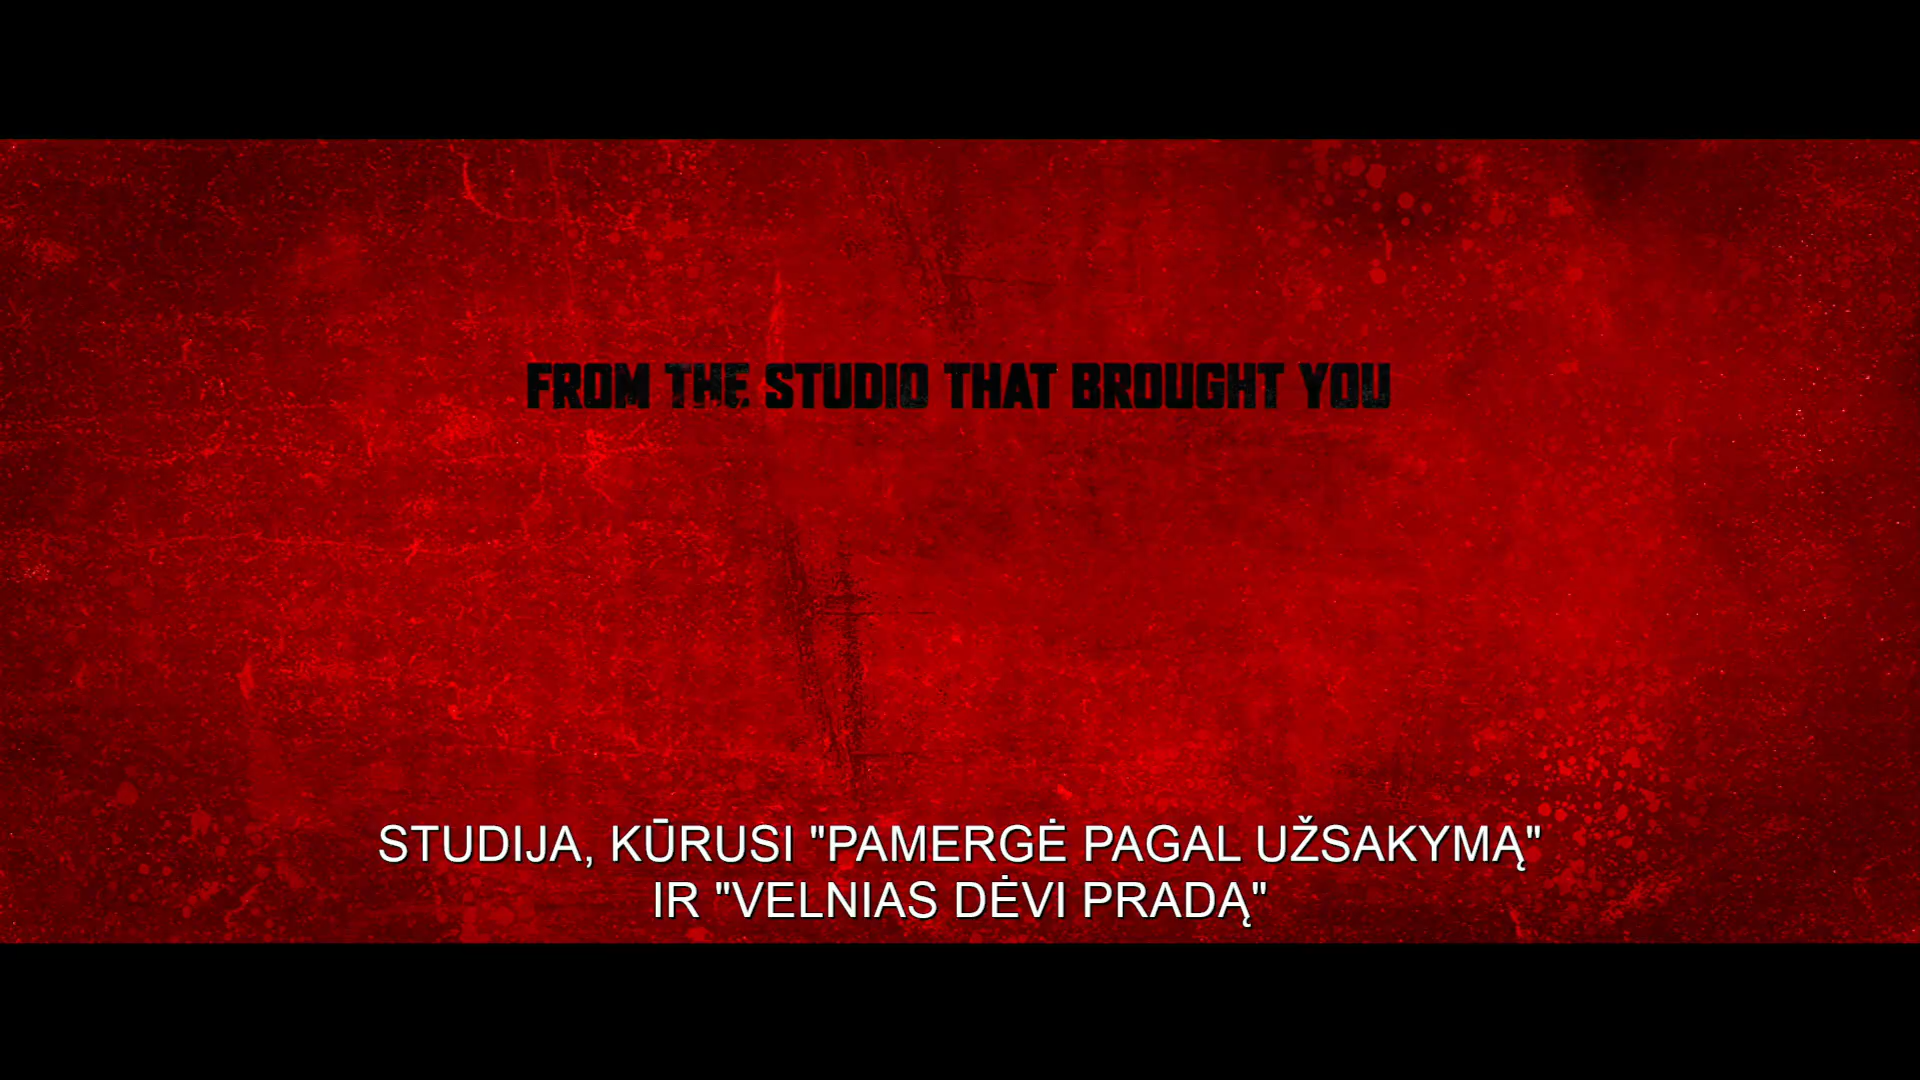 FROM THE STUDIO THAT BROUGHT YOU
STUDIJA, KŪRUSI "PAMERGĖ PAGAL UŽSAKYMĄ"
IR "VELNIAS DĖVI PRADĄ"